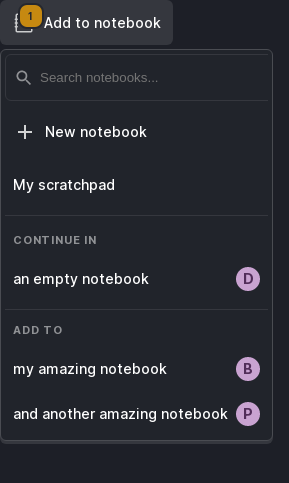 1
Add to notebook
Search notebooks...
New notebook
My scratchpad
CONTINUE IN
an empty notebook D
ADD TO
my amazing notebook B
and another amazing notebook P